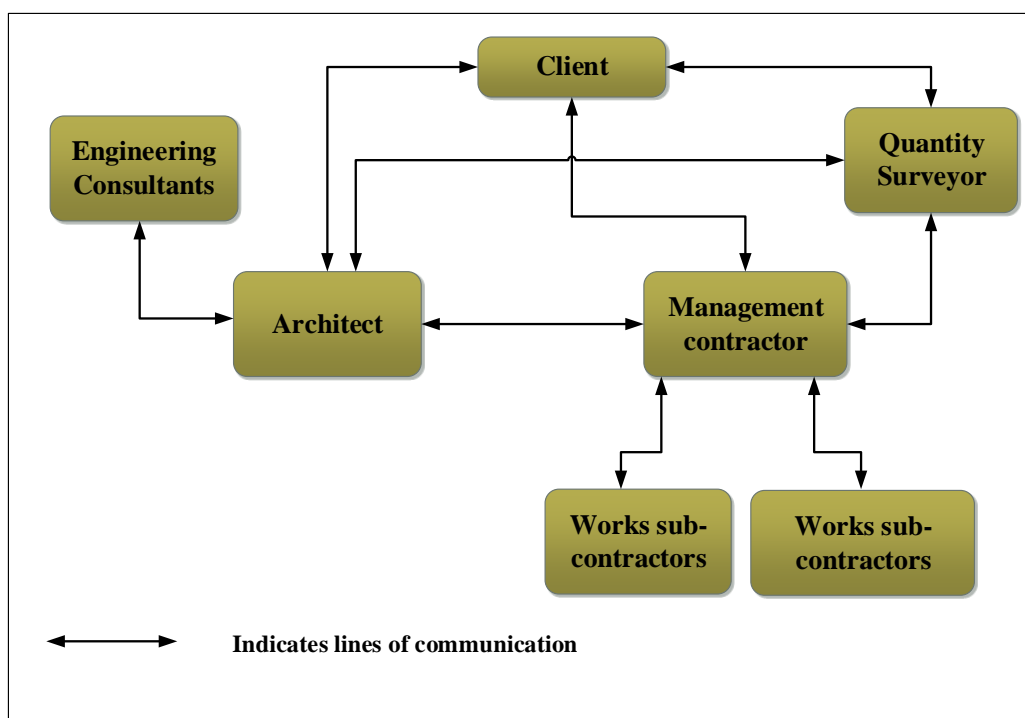 Client
Engineering
Consultants
Quantity
Surveyor
Architect
Management
contractor
Works sub-
contractors
Works sub-
contractors
Indicates lines of communication